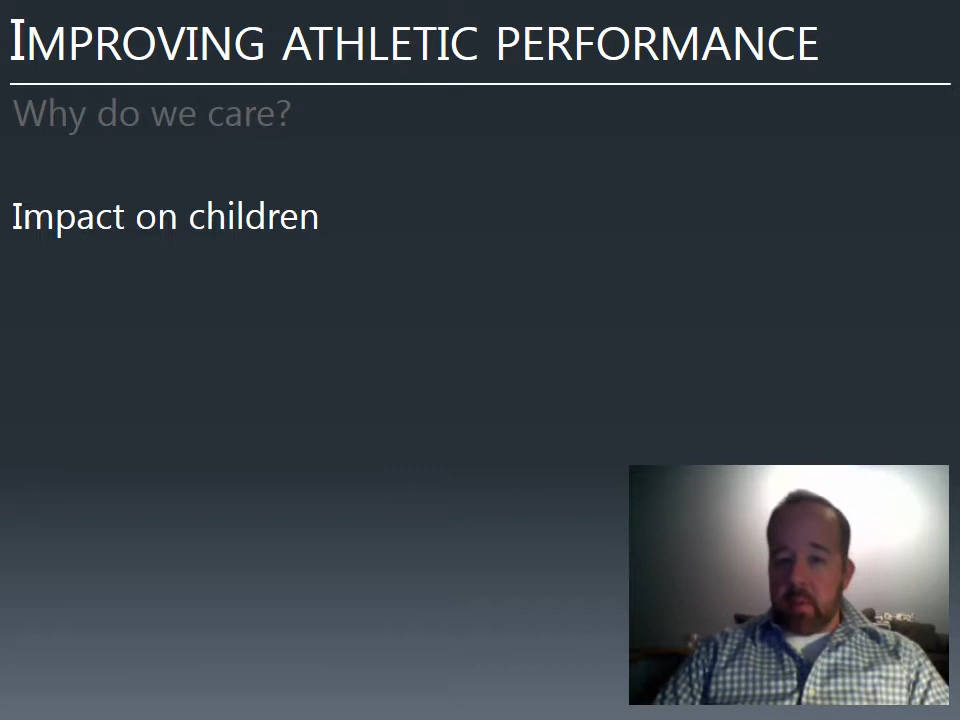 IMPROVING ATHLETIC PERFORMANCE
Why do we care?
Impact on children